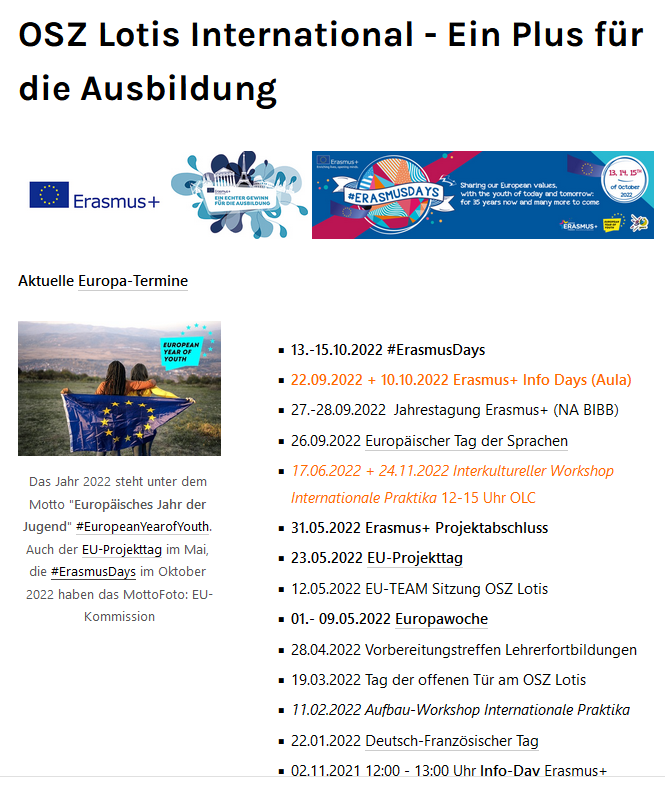 OSZ Lotis International - Ein Plus für
die Ausbildung
Erasmus+
EIN ECHTER GEWINN
FÜR DIE AUSBILDUNG
Erasmus+
#ERASMUSDAYS
Sharing our European values,
with the youth of today and tomorrow:
for 35 years now and many more to come
13, 14, 15TH
of October
2022
ERASMUS+
Aktuelle Europa-Termine
EUROPEAN
YEAR OF
YOUTH
Das Jahr 2022 steht unter dem
Motto "Europäisches Jahr der
Jugend" #EuropeanYearofYouth.
Auch der EU-Projekttag im Mai,
die #ErasmusDays im Oktober
2022 haben das MottoFoto: EU-
Kommission
13.-15.10.2022 #ErasmusDays
22.09.2022 + 10.10.2022 Erasmus+ Info Days (Aula)
27.-28.09.2022 Jahrestagung Erasmus+ (NA BIBB)
26.09.2022 Europäischer Tag der Sprachen
17.06.2022 + 24.11.2022 Interkultureller Workshop
Internationale Praktika 12-15 Uhr OLC
31.05.2022 Erasmus+ Projektabschluss
23.05.2022 EU-Projekttag
12.05.2022 EU-TEAM Sitzung OSZ Lotis
01.- 09.05.2022 Europawoche
28.04.2022 Vorbereitungstreffen Lehrerfortbildungen
19.03.2022 Tag der offenen Tür am OSZ Lotis
11.02.2022 Aufbau-Workshop Internationale Praktika
22.01.2022 Deutsch-Französischer Tag
02.11.2021 12:00 - 13:00 Uhr Info-Day Erasmus+